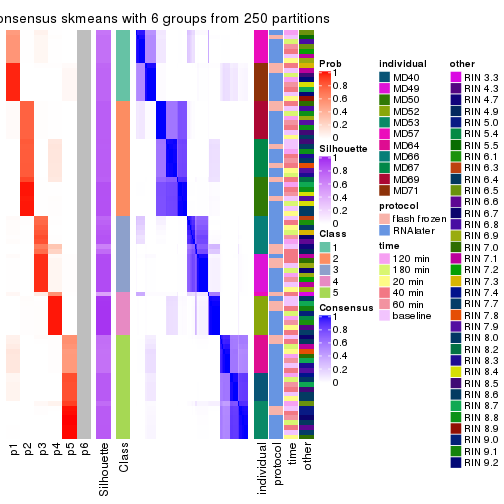 onsensus skmeans with 6 groups from 250 partitions
p1
p2
p3
p4
p5
p6
Silhouette
Class
individual
protocol
time
other
Prob
1
0.8
0.6
0.4
0.2
0
Silhouette
1
0.8
0.6
0.4
0.2
0
Class
1
2
3
4
5
Consensus
1
0.8
0.6
0.4
0.2
0
individual
MD40
MD49
MD50
MD52
MD53
MD57
MD64
MD66
MD67
MD69
MD71
protocol
flash frozen
RNAlater
time
120 min
180 min
20 min
40 min
60 min
baseline
other
RIN 3.3
RIN 4.3
RIN 4.7
RIN 4.9
RIN 5.0
RIN 5.4
RIN 5.5
RIN 6.1
RIN 6.3
RIN 6.4
RIN 6.5
RIN 6.6
RIN 6.7
RIN 6.8
RIN 6.9
RIN 7.0
RIN 7.1
RIN 7.2
RIN 7.3
RIN 7.4
RIN 7.7
RIN 7.8
RIN 7.9
RIN 8.0
RIN 8.2
RIN 8.3
RIN 8.4
RIN 8.5
RIN 8.6
RIN 8.7
RIN 8.8
RIN 8.9
RIN 9.0
RIN 9.1
RIN 9.2